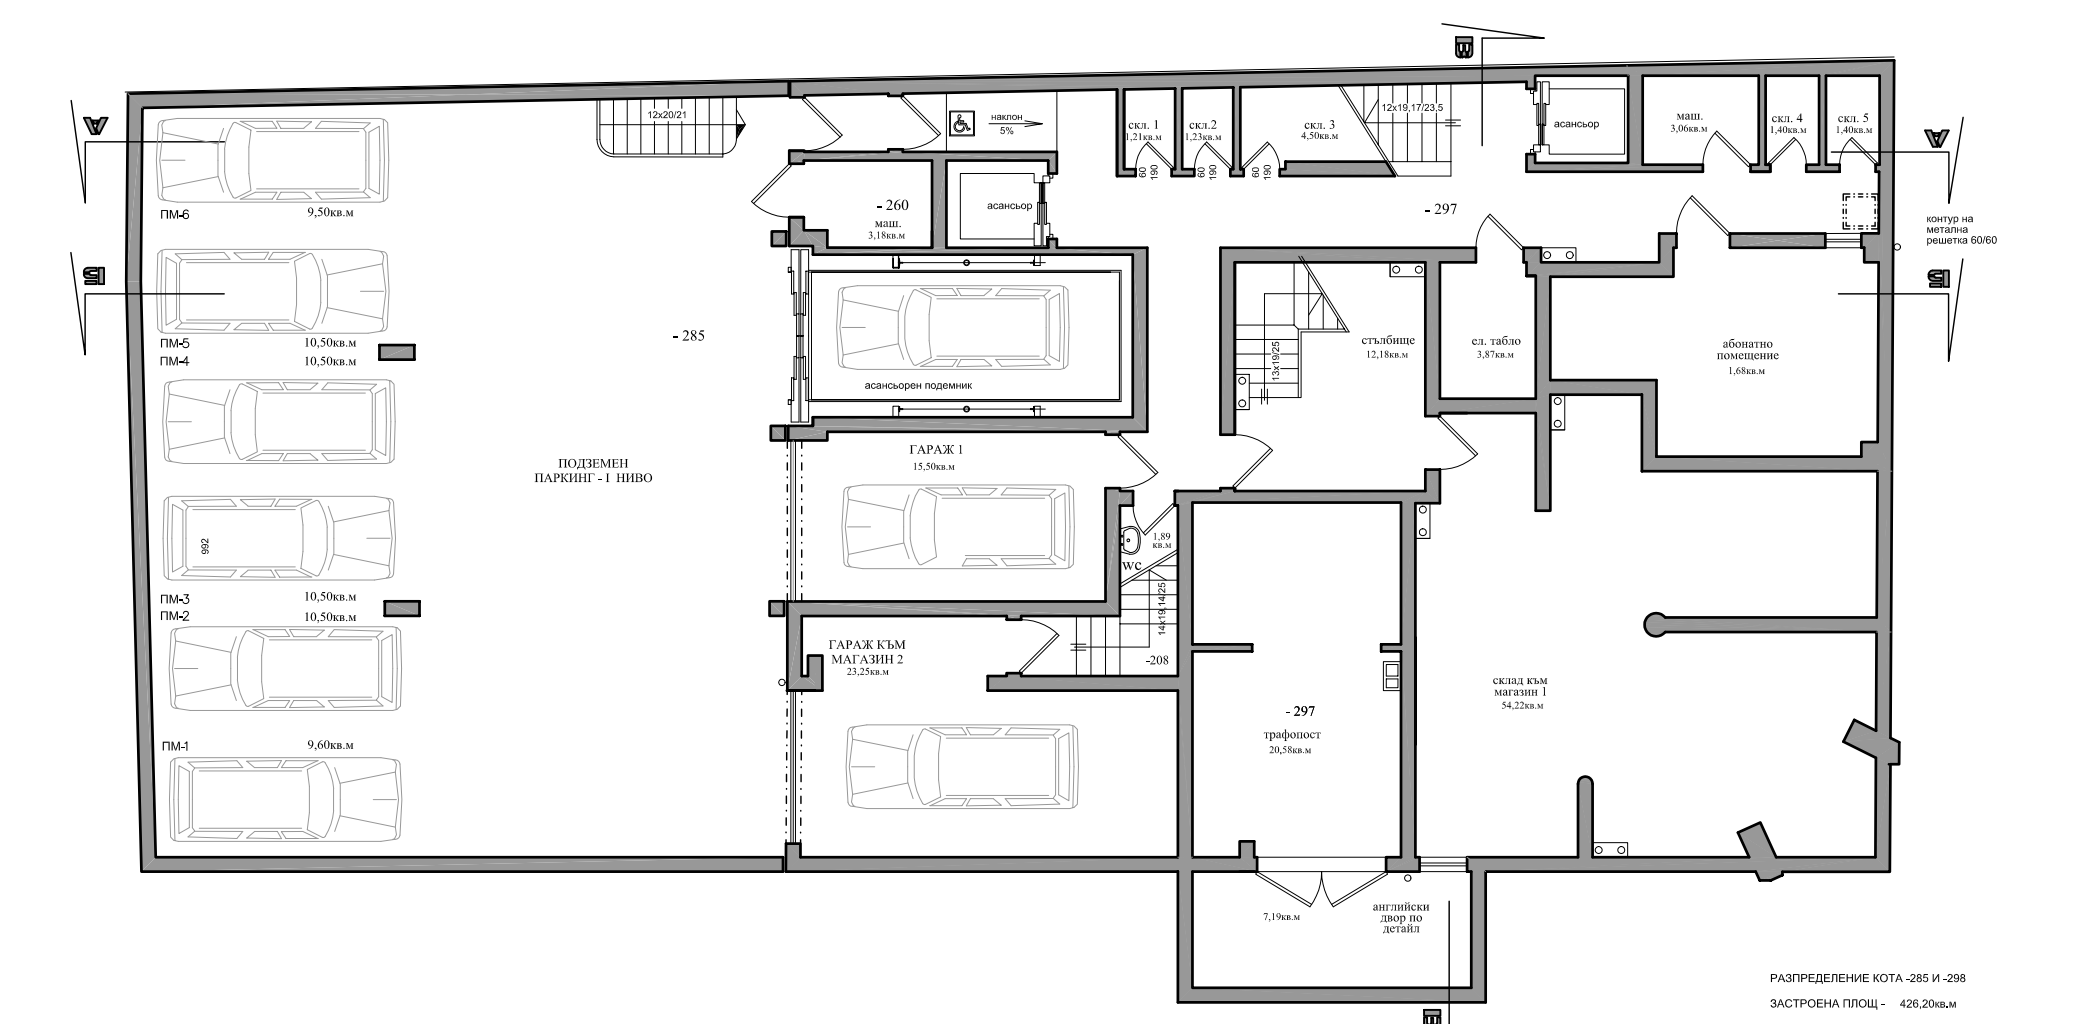 12х20/21
наклон
5%
скл. 1
1,21кв.м
скл.2
1,23кв.м
скл. 3
4,50кв.м
12х19,17/23,5
асансьор
маш.
3,06кв.м
скл. 4
1,40кв.м
скл. 5
1,40кв.м
60
190
60
190
60
190
ПМ-6
9,50кв.м
- 260
маш.
3,18кв.м
асансьор
- 297
контур на
метална
решетка 60/60
ПМ-5
10,50кв.м
ПМ-4
10,50кв.м
- 285
асансьорен подемник
13х19/25
стълбище
12,18кв.м
ел. табло
3,87кв.м
абонатно
помещение
1,68кв.м
ПОДЗЕМЕН
ПАРКИНГ - I НИВО
ГАРАЖ 1
15,50кв.м
992
1,89
кв.м
wc
14х19,14/25
ПМ-3
10,50кв.м
ПМ-2
10,50кв.м
ГАРАЖ КЪМ
МАГАЗИН 2
23,25кв.м
-208
склад към
магазин 1
54,22кв.м
- 297
трафопост
20,58кв.м
ПМ-1
9,60кв.м
7,19кв.м
английски
двор по
детайл
РАЗПРЕДЕЛЕНИЕ КОТА -285 И -298
ЗАСТРОЕНА ПЛОЩ - 426,20кв.м